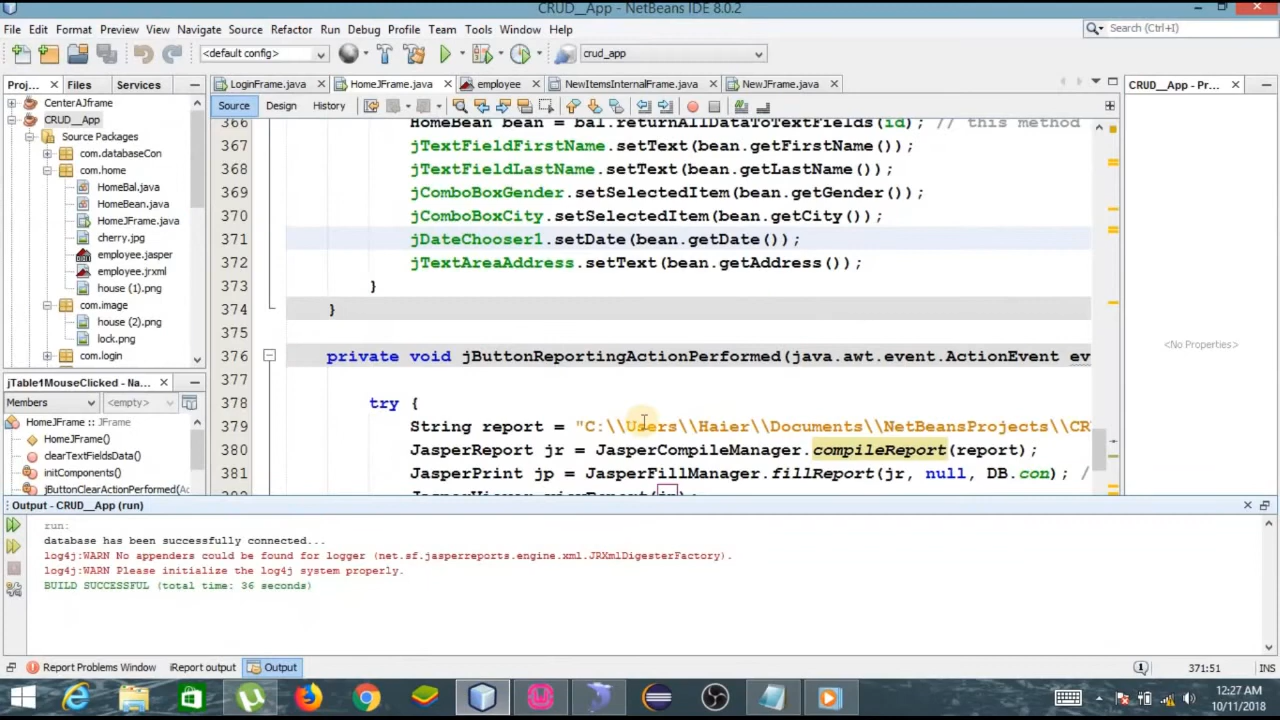 CRUD__App - NetBeans IDE 8.0.2
File Edit View Navigate Source Refactor Run Debug Profile Team Tools Window Help
Search (Ctrl+I)
<default config>
crud_app
Proj... Files Services
LoginFrame.java HomeJFrame.java employee NewItemsInternalFrame.java NewJFrame.java
CRUD__App - Pr...
Source Design History
CenterAJframe
CRUD__App
Source Packages
com.databaseCon
com.home
HomeBal.java
HomeBean.java
HomeJFrame.java
cherry.jpg
employee.jasper
employee.jrxml
house (1).png
com.image
house (2).png
lock.png
com.login
366 HomeBean bean = bal.returnAllDataToTextFields(id); // this method
367 jTextFieldFirstName.setText(bean.getFirstName());
368 jTextFieldLastName.setText(bean.getLastName());
369 jComboBoxGender.setSelectedItem(bean.getGender());
370 jComboBoxCity.setSelectedItem(bean.getCity());
371 jDateChooser1.setDate(bean.getDate());
372 jTextAreaAddress.setText(bean.getAddress());
373 }
374 }
375
376 private void jButtonReportingActionPerformed(java.awt.event.ActionEvent ev
377
378 try {
379 String report = "C:\\Users\\Haier\\Documents\\NetBeansProjects\\CR
380 JasperReport jr = JasperCompileManager.compileReport(report);
381 JasperPrint jp = JasperFillManager.fillReport(jr, null, DB.con); /
<No Properties>
jTable1MouseClicked - Na...
Members
<empty>
HomeJFrame :: JFrame
HomeJFrame()
clearTextFieldsData()
initComponents()
jButtonClearActionPerformed(Ac
Output - CRUD__App (run)
run:
database has been successfully connected...
log4j:WARN No appenders could be found for logger (net.sf.jasperreports.engine.xml.JRXmlDigesterFactory).
log4j:WARN Please initialize the log4j system properly.
BUILD SUCCESSFUL (total time: 36 seconds)
Report Problems Window iReport output Output
371:51 INS
12:27 AM
10/11/2018